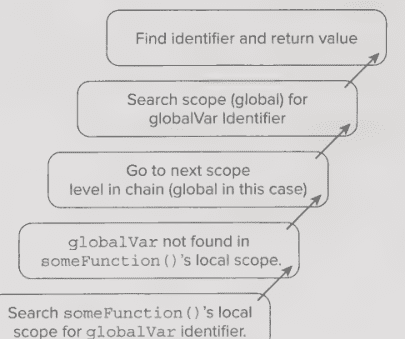 Find identifier and return value
Search scope (global) for
globalVar Identifier
Go to next scope
level in chain (global in this case)
globalVar not found in
someFunction()'s local scope.
Search someFunction()'s local
scope for globalVar identifier.